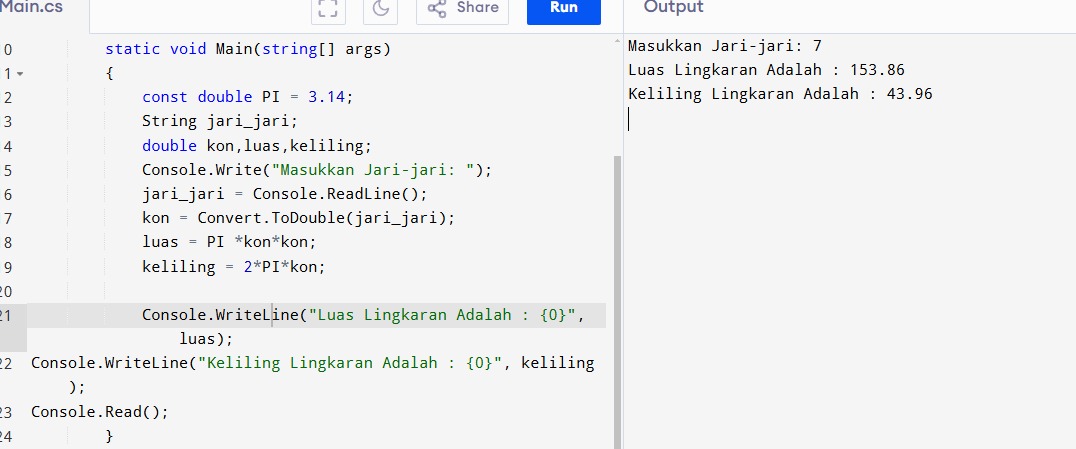 Main.cs
Share
Run
Output
0 static void Main(string[] args)
1 {
2 const double PI = 3.14;
3 String jari_jari;
4 double kon,luas,keliling;
5 Console.Write("Masukkan Jari-jari: ");
6 jari_jari = Console.ReadLine();
7 kon = Convert.ToDouble(jari_jari);
8 luas = PI *kon*kon;
9 keliling = 2*PI*kon;
20
21 Console.WriteLine("Luas Lingkaran Adalah : {0}",
luas);
22 Console.WriteLine("Keliling Lingkaran Adalah : {0}", keliling
);
23 Console.Read();
24 }
Masukkan Jari-jari: 7
Luas Lingkaran Adalah : 153.86
Keliling Lingkaran Adalah : 43.96